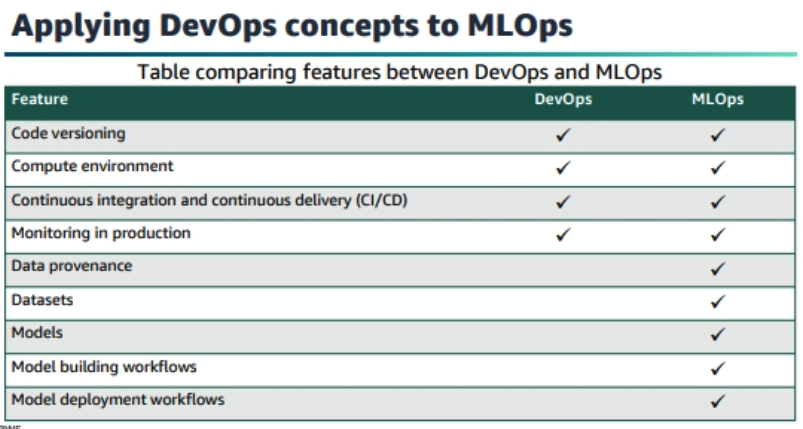 Applying DevOps concepts to MLOps
Table comparing features between DevOps and MLOps
Feature DevOps MLOps
Code versioning ✓ ✓
Compute environment ✓ ✓
Continuous integration and continuous delivery (CI/CD) ✓ ✓
Monitoring in production ✓ ✓
Data provenance ✓
Datasets ✓
Models ✓
Model building workflows ✓
Model deployment workflows ✓